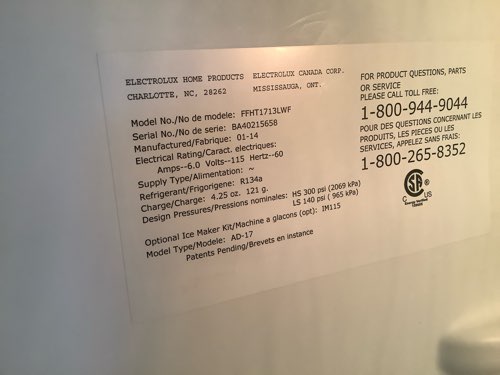 ELECTROLUX HOME PRODUCTS ELECTROLUX CANADA CORP.
CHARLOTTE, NC, 28262 MISSISSAUGA, ONT.
Model No./No de modele: FFHT1713LWF
Serial No./No de serie: BA40215658
Manufactured/Fabrique: 01-14
Electrical Rating/Caract. electriques:
Amps--6.0 Volts--115 Hertz--60
Supply Type/Alimentation: ~
Refrigerant/Frigorigene: R134a
Charge/Charge: 4.25 oz. 121 g.
Design Pressures/Pressions nominales: HS 300 psi (2069 kPa)
LS 140 psi ( 965 kPa)
Optional Ice Maker Kit/Machine a glacons (opt): IM115
Model Type/Modele: AD-17
Patents Pending/Brevets en instance
FOR PRODUCT QUESTIONS, PARTS
OR SERVICE
PLEASE CALL TOLL FREE:
1-800-944-9044
POUR DES QUESTIONS CONCERNANT LES
PRODUITS, LES PIECES OU LES
SERVICES, APPELEZ SANS FRAIS:
1-800-265-8352
C US